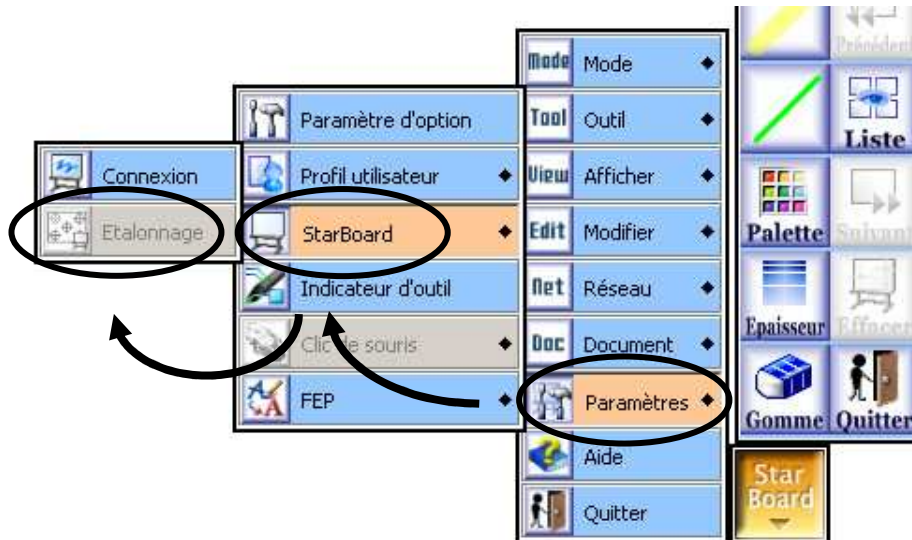 Connexion
Etalonnage
Paramètre d'option
Profil utilisateur
StarBoard
Indicateur d'outil
Clic de souris
FEP
Mode Mode
Tool Outil
View Afficher
Edit Modifier
Net Réseau
Doc Document
Paramètres
Aide
Quitter
Précédent
Liste
Palette Suivant
Epaisseur Effacer
Gomme Quitter
Star
Board